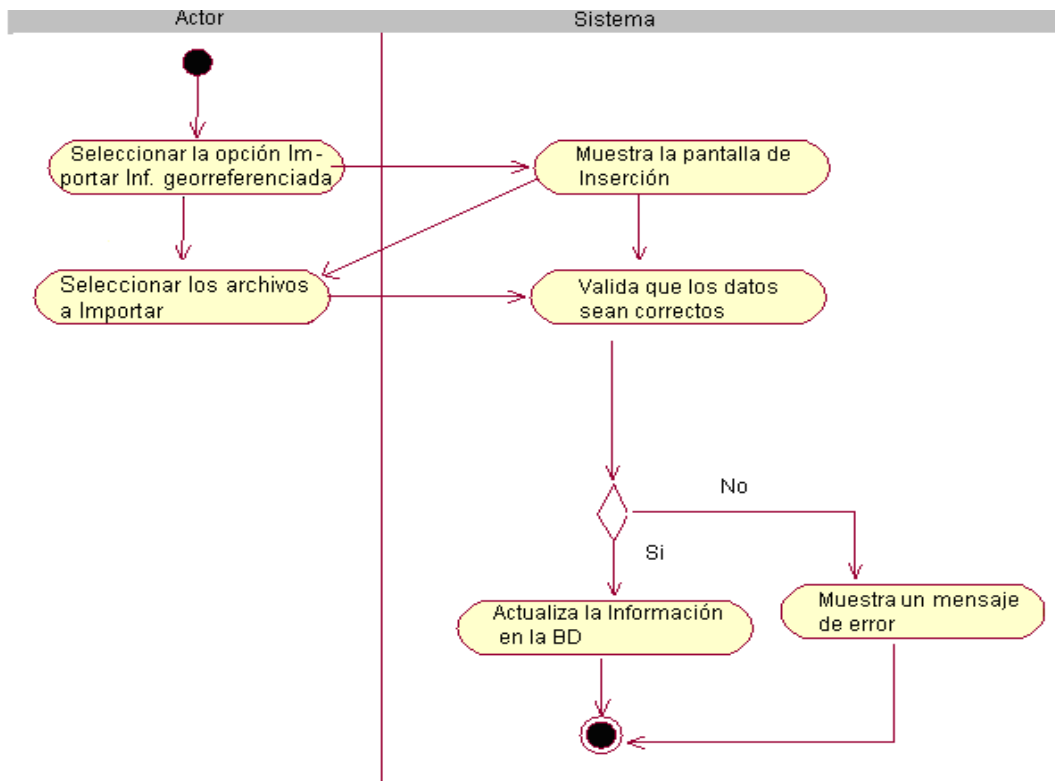 Actor
Sistema
Seleccionar la opción Im-
portar Inf. georreferenciada
Muestra la pantalla de
Inserción
Seleccionar los archivos
a Importar
Valida que los datos
sean correctos
No
Si
Actualiza la Información
en la BD
Muestra un mensaje
de error